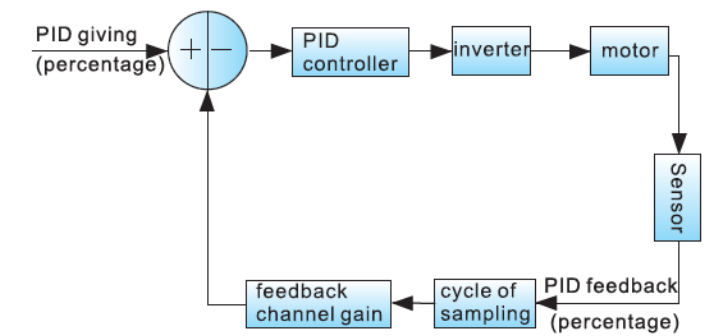 PID giving
(percentage)
+ −
PID
controller
inverter
motor
Sensor
PID feedback
(percentage)
cycle of
sampling
feedback
channel gain